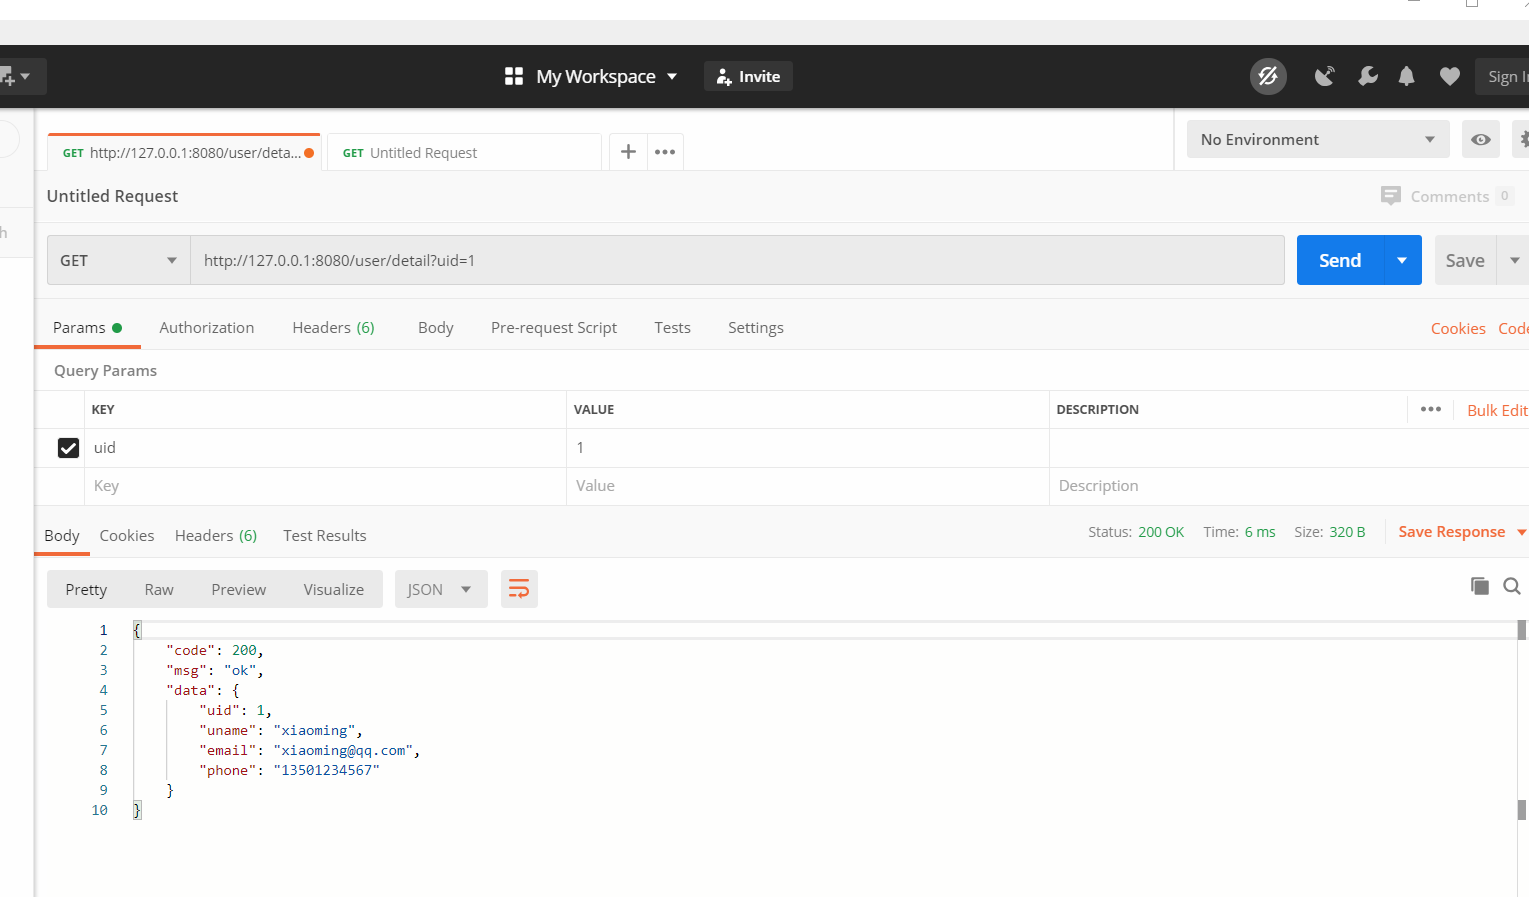 My Workspace Invite Sign I
GET http://127.0.0.1:8080/user/deta... GET Untitled Request No Environment
Untitled Request Comments 0
h
GET http://127.0.0.1:8080/user/detail?uid=1 Send Save
Params Authorization Headers (6) Body Pre-request Script Tests Settings Cookies Code
Query Params
KEY VALUE DESCRIPTION Bulk Edit
uid 1
Key Value Description
Body Cookies Headers (6) Test Results Status: 200 OK Time: 6 ms Size: 320 B Save Response
Pretty Raw Preview Visualize JSON
1 {
2 "code": 200,
3 "msg": "ok",
4 "data": {
5 "uid": 1,
6 "uname": "xiaoming",
7 "email": "xiaoming@qq.com",
8 "phone": "13501234567"
9 }
10 }